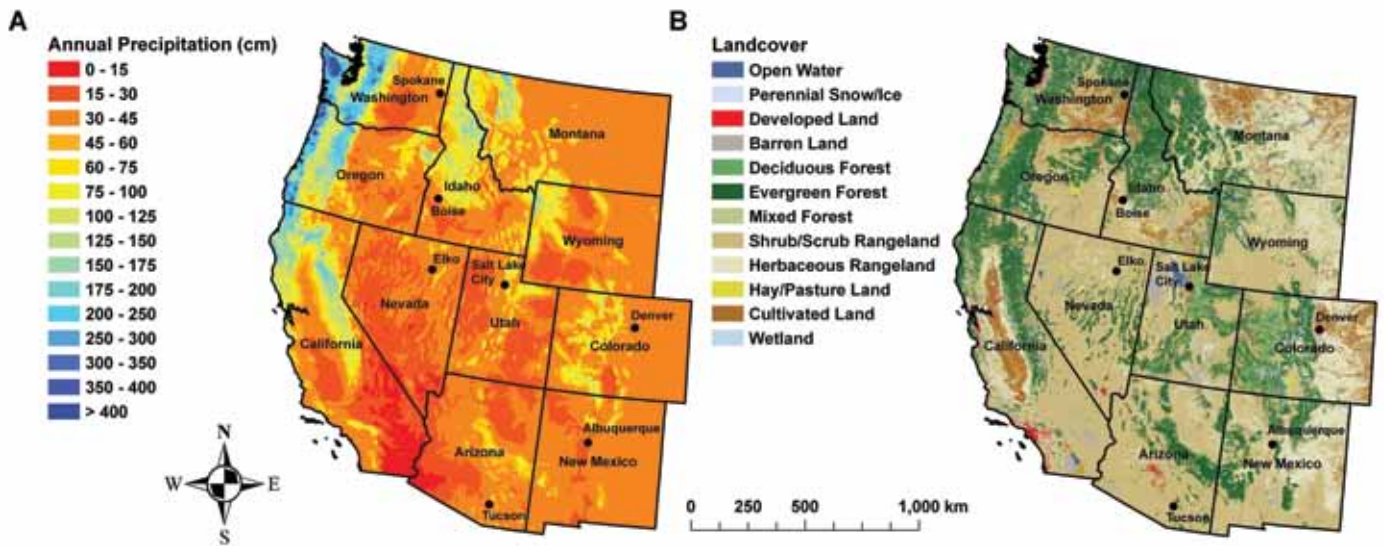 A
Annual Precipitation (cm)
0 - 15
15 - 30
30 - 45
45 - 60
60 - 75
75 - 100
100 - 125
125 - 150
150 - 175
175 - 200
200 - 250
250 - 300
300 - 350
350 - 400
> 400
N
W E
S
Spokane
Washington
Montana
Oregon
Idaho
Boise
Wyoming
Elko
Salt Lake
City
Nevada
Utah
Denver
Colorado
California
Albuquerque
Arizona
New Mexico
Tucson
B
Landcover
Open Water
Perennial Snow/Ice
Developed Land
Barren Land
Deciduous Forest
Evergreen Forest
Mixed Forest
Shrub/Scrub Rangeland
Herbaceous Rangeland
Hay/Pasture Land
Cultivated Land
Wetland
0 250 500 1,000 km
Spokane
Washington
Montana
Oregon
Idaho
Boise
Wyoming
Elko
Salt Lake
City
Nevada
Utah
Denver
Colorado
California
Albuquerque
Arizona
New Mexico
Tucson